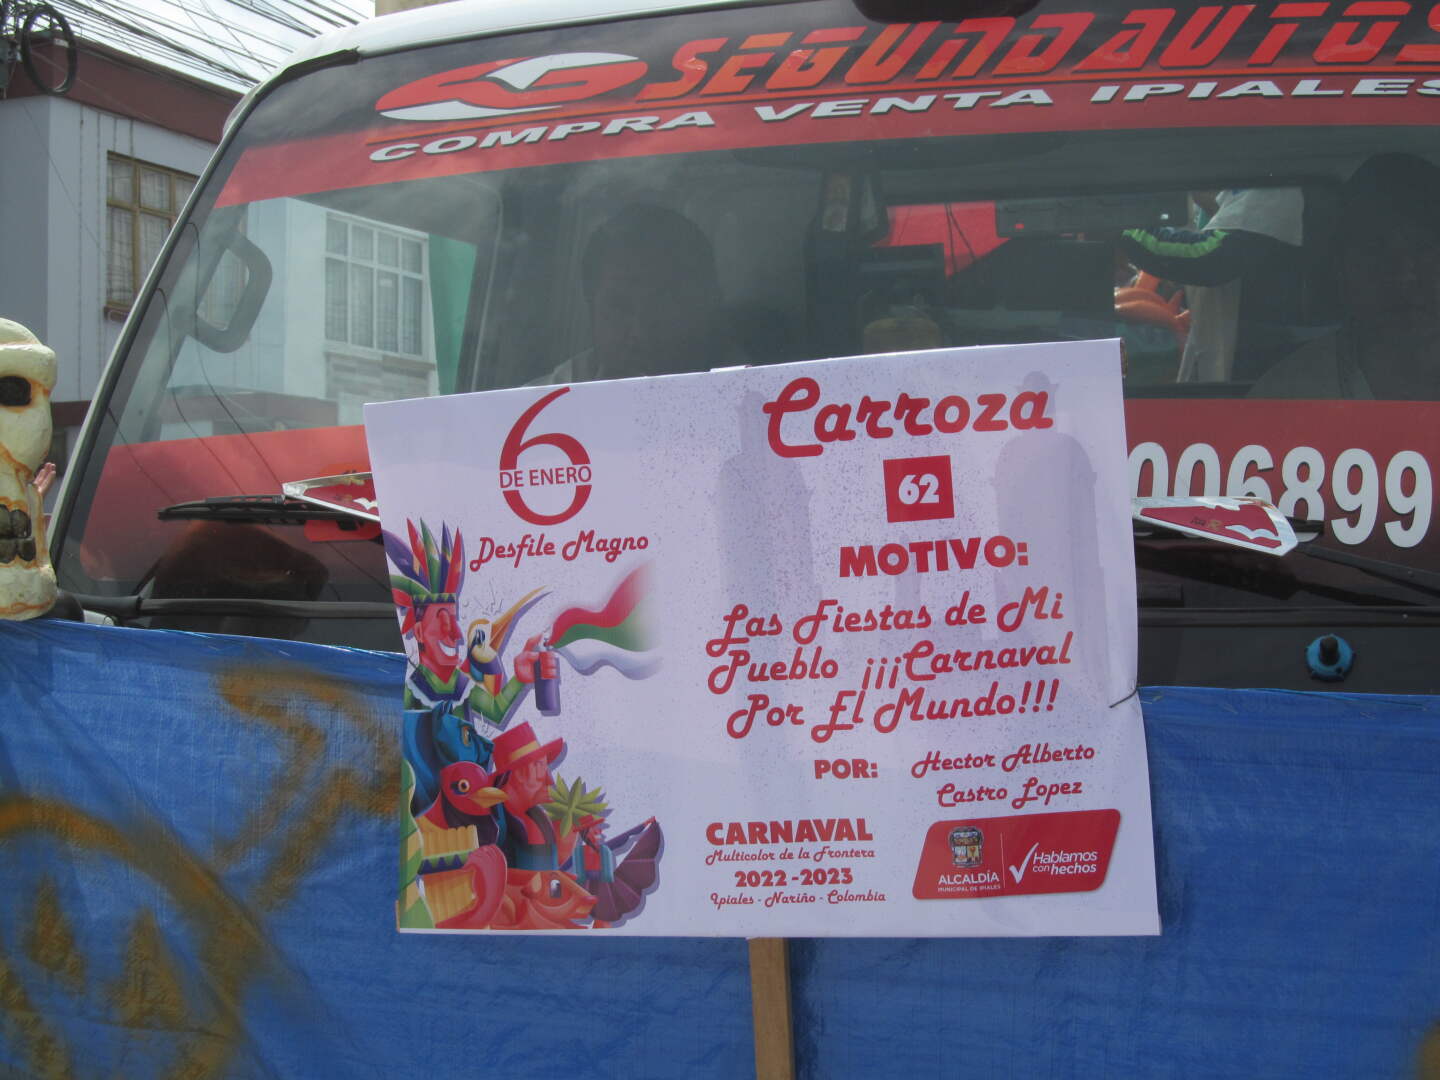 SEGUNDAUTOS
COMPRA VENTA IPIALES
006899
6
DE ENERO
Desfile Magno
Carroza
62
MOTIVO:
Las Fiestas de Mi
Pueblo ¡¡¡Carnaval
Por El Mundo!!!
POR: Hector Alberto
Castro Lopez
CARNAVAL
Multicolor de la Frontera
2022 - 2023
Ipiales - Nariño - Colombia
ALCALDÍA
MUNICIPAL DE IPIALES
Hablamos
con hechos